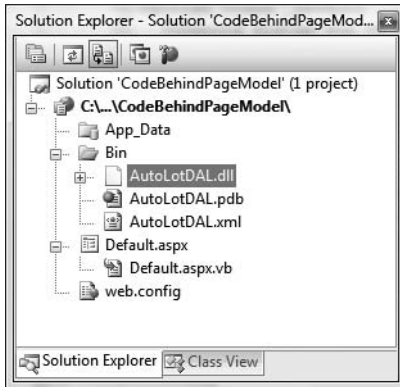 Solution Explorer - Solution 'CodeBehindPageMod...
Solution 'CodeBehindPageModel' (1 project)
C:\...\CodeBehindPageModel\
App_Data
Bin
AutoLotDAL.dll
AutoLotDAL.pdb
AutoLotDAL.xml
Default.aspx
Default.aspx.vb
web.config
Solution Explorer Class View